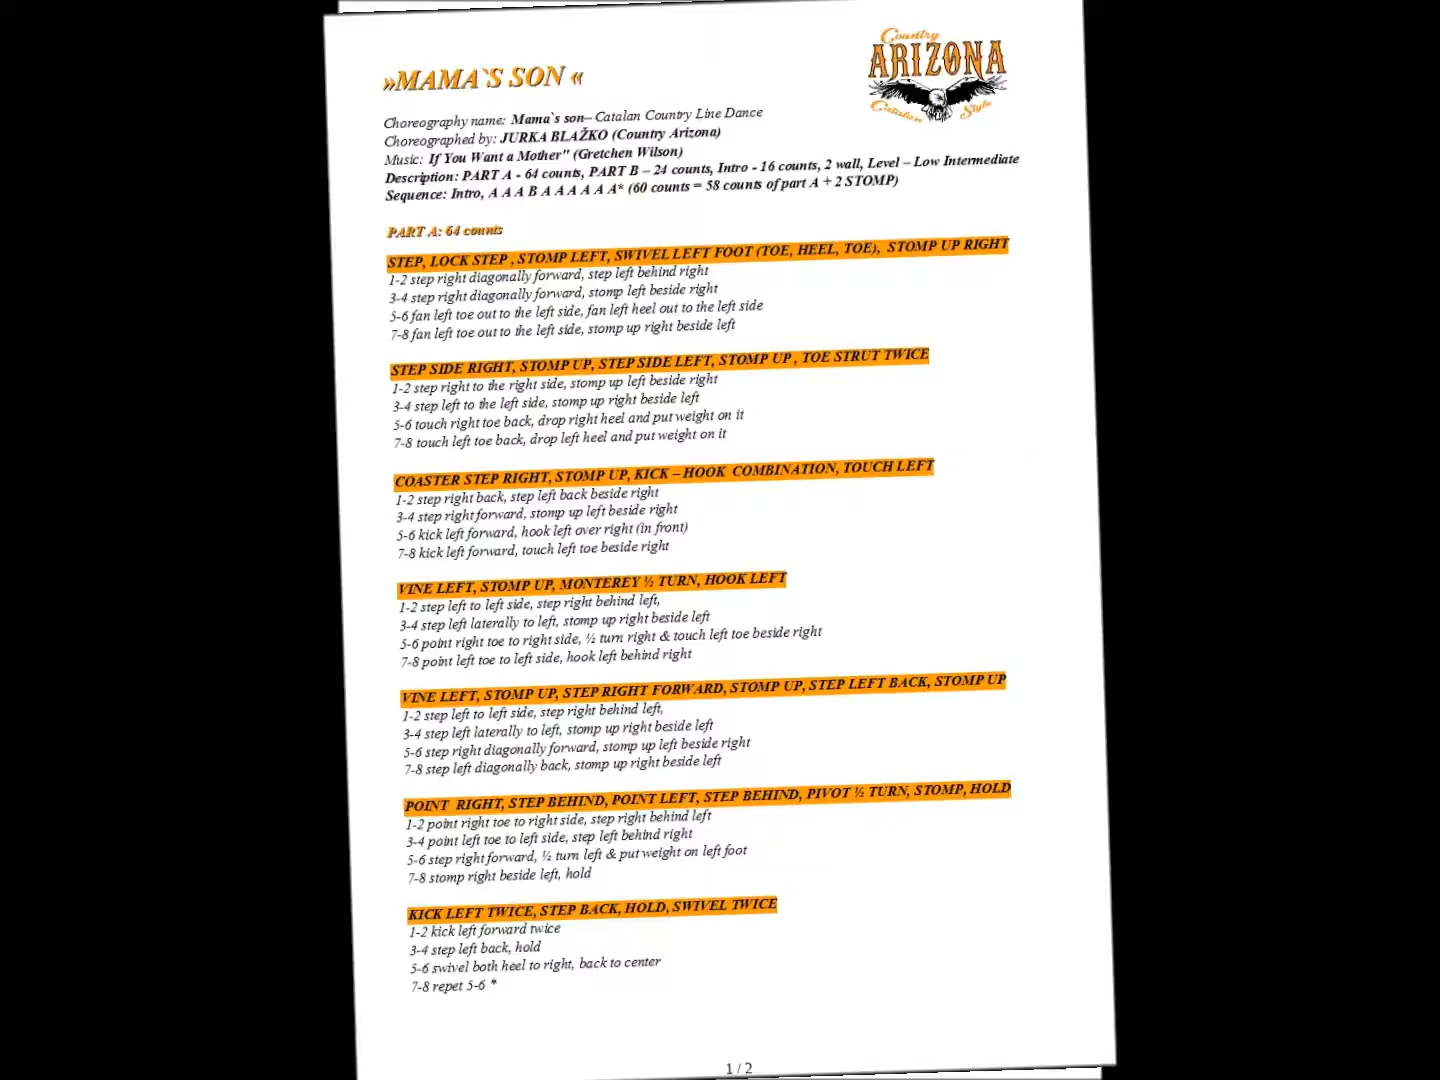 »MAMA`S SON «
Country
ARIZONA
Catalan Style
Choreography name: Mama`s son– Catalan Country Line Dance
Choreographed by: JURKA BLAŽKO (Country Arizona)
Music: If You Want a Mother" (Gretchen Wilson)
Description: PART A - 64 counts, PART B – 24 counts, Intro - 16 counts, 2 wall, Level – Low Intermediate
Sequence: Intro, A A A B A A A A A A* (60 counts = 58 counts of part A + 2 STOMP)
PART A: 64 counts
STEP, LOCK STEP , STOMP LEFT, SWIVEL LEFT FOOT (TOE, HEEL, TOE), STOMP UP RIGHT
1-2 step right diagonally forward, step left behind right
3-4 step right diagonally forward, stomp left beside right
5-6 fan left toe out to the left side, fan left heel out to the left side
7-8 fan left toe out to the left side, stomp up right beside left
STEP SIDE RIGHT, STOMP UP, STEP SIDE LEFT, STOMP UP , TOE STRUT TWICE
1-2 step right to the right side, stomp up left beside right
3-4 step left to the left side, stomp up right beside left
5-6 touch right toe back, drop right heel and put weight on it
7-8 touch left toe back, drop left heel and put weight on it
COASTER STEP RIGHT, STOMP UP, KICK – HOOK COMBINATION, TOUCH LEFT
1-2 step right back, step left back beside right
3-4 step right forward, stomp up left beside right
5-6 kick left forward, hook left over right (in front)
7-8 kick left forward, touch left toe beside right
VINE LEFT, STOMP UP, MONTEREY ½ TURN, HOOK LEFT
1-2 step left to left side, step right behind left,
3-4 step left laterally to left, stomp up right beside left
5-6 point right toe to right side, ½ turn right & touch left toe beside right
7-8 point left toe to left side, hook left behind right
VINE LEFT, STOMP UP, STEP RIGHT FORWARD, STOMP UP, STEP LEFT BACK, STOMP UP
1-2 step left to left side, step right behind left,
3-4 step left laterally to left, stomp up right beside left
5-6 step right diagonally forward, stomp up left beside right
7-8 step left diagonally back, stomp up right beside left
POINT RIGHT, STEP BEHIND, POINT LEFT, STEP BEHIND, PIVOT ½ TURN, STOMP, HOLD
1-2 point right toe to right side, step right behind left
3-4 point left toe to left side, step left behind right
5-6 step right forward, ½ turn left & put weight on left foot
7-8 stomp right beside left, hold
KICK LEFT TWICE, STEP BACK, HOLD, SWIVEL TWICE
1-2 kick left forward twice
3-4 step left back, hold
5-6 swivel both heel to right, back to center
7-8 repet 5-6 *
1 / 2